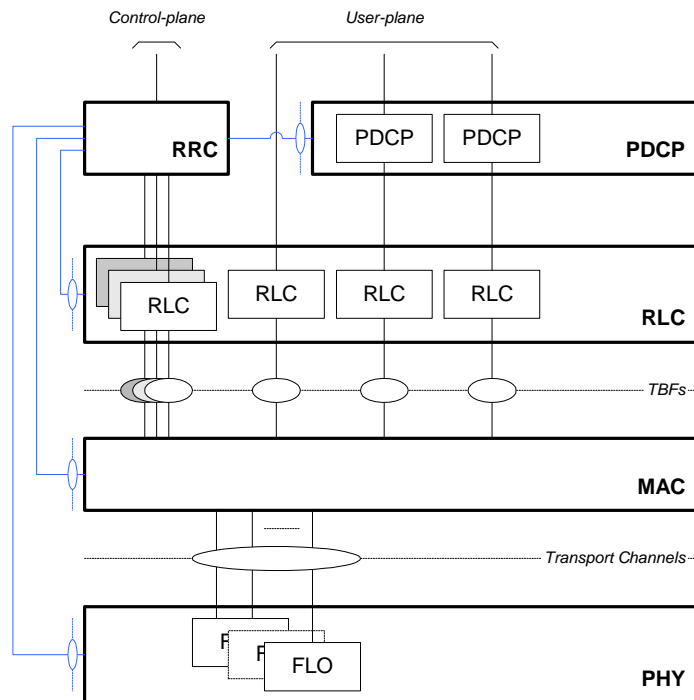 Control-plane
User-plane
PDCP
PDCP
RRC
PDCP
RLC
RLC
RLC
RLC
RLC
TBFs
MAC
Transport Channels
F
F
FLO
PHY